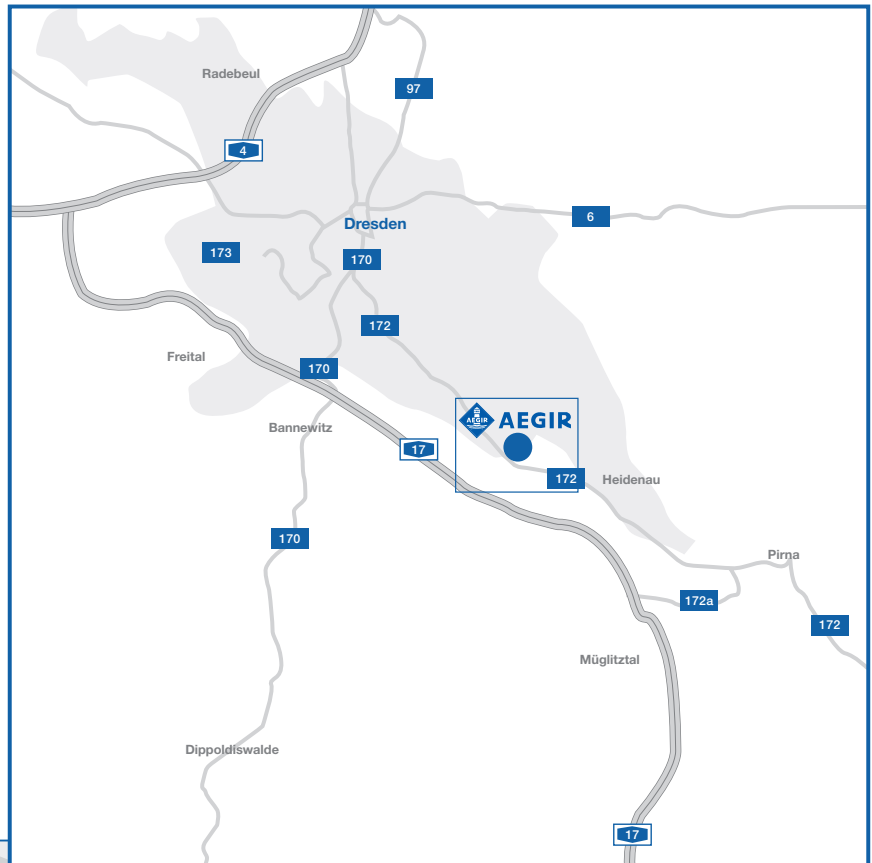 Radebeul
97
4
6
Dresden
173
170
172
Freital
170
AEGIR
AEGIR
Bannewitz
17
172
Heidenau
170
Pirna
172a
172
Müglitztal
Dippoldiswalde
17